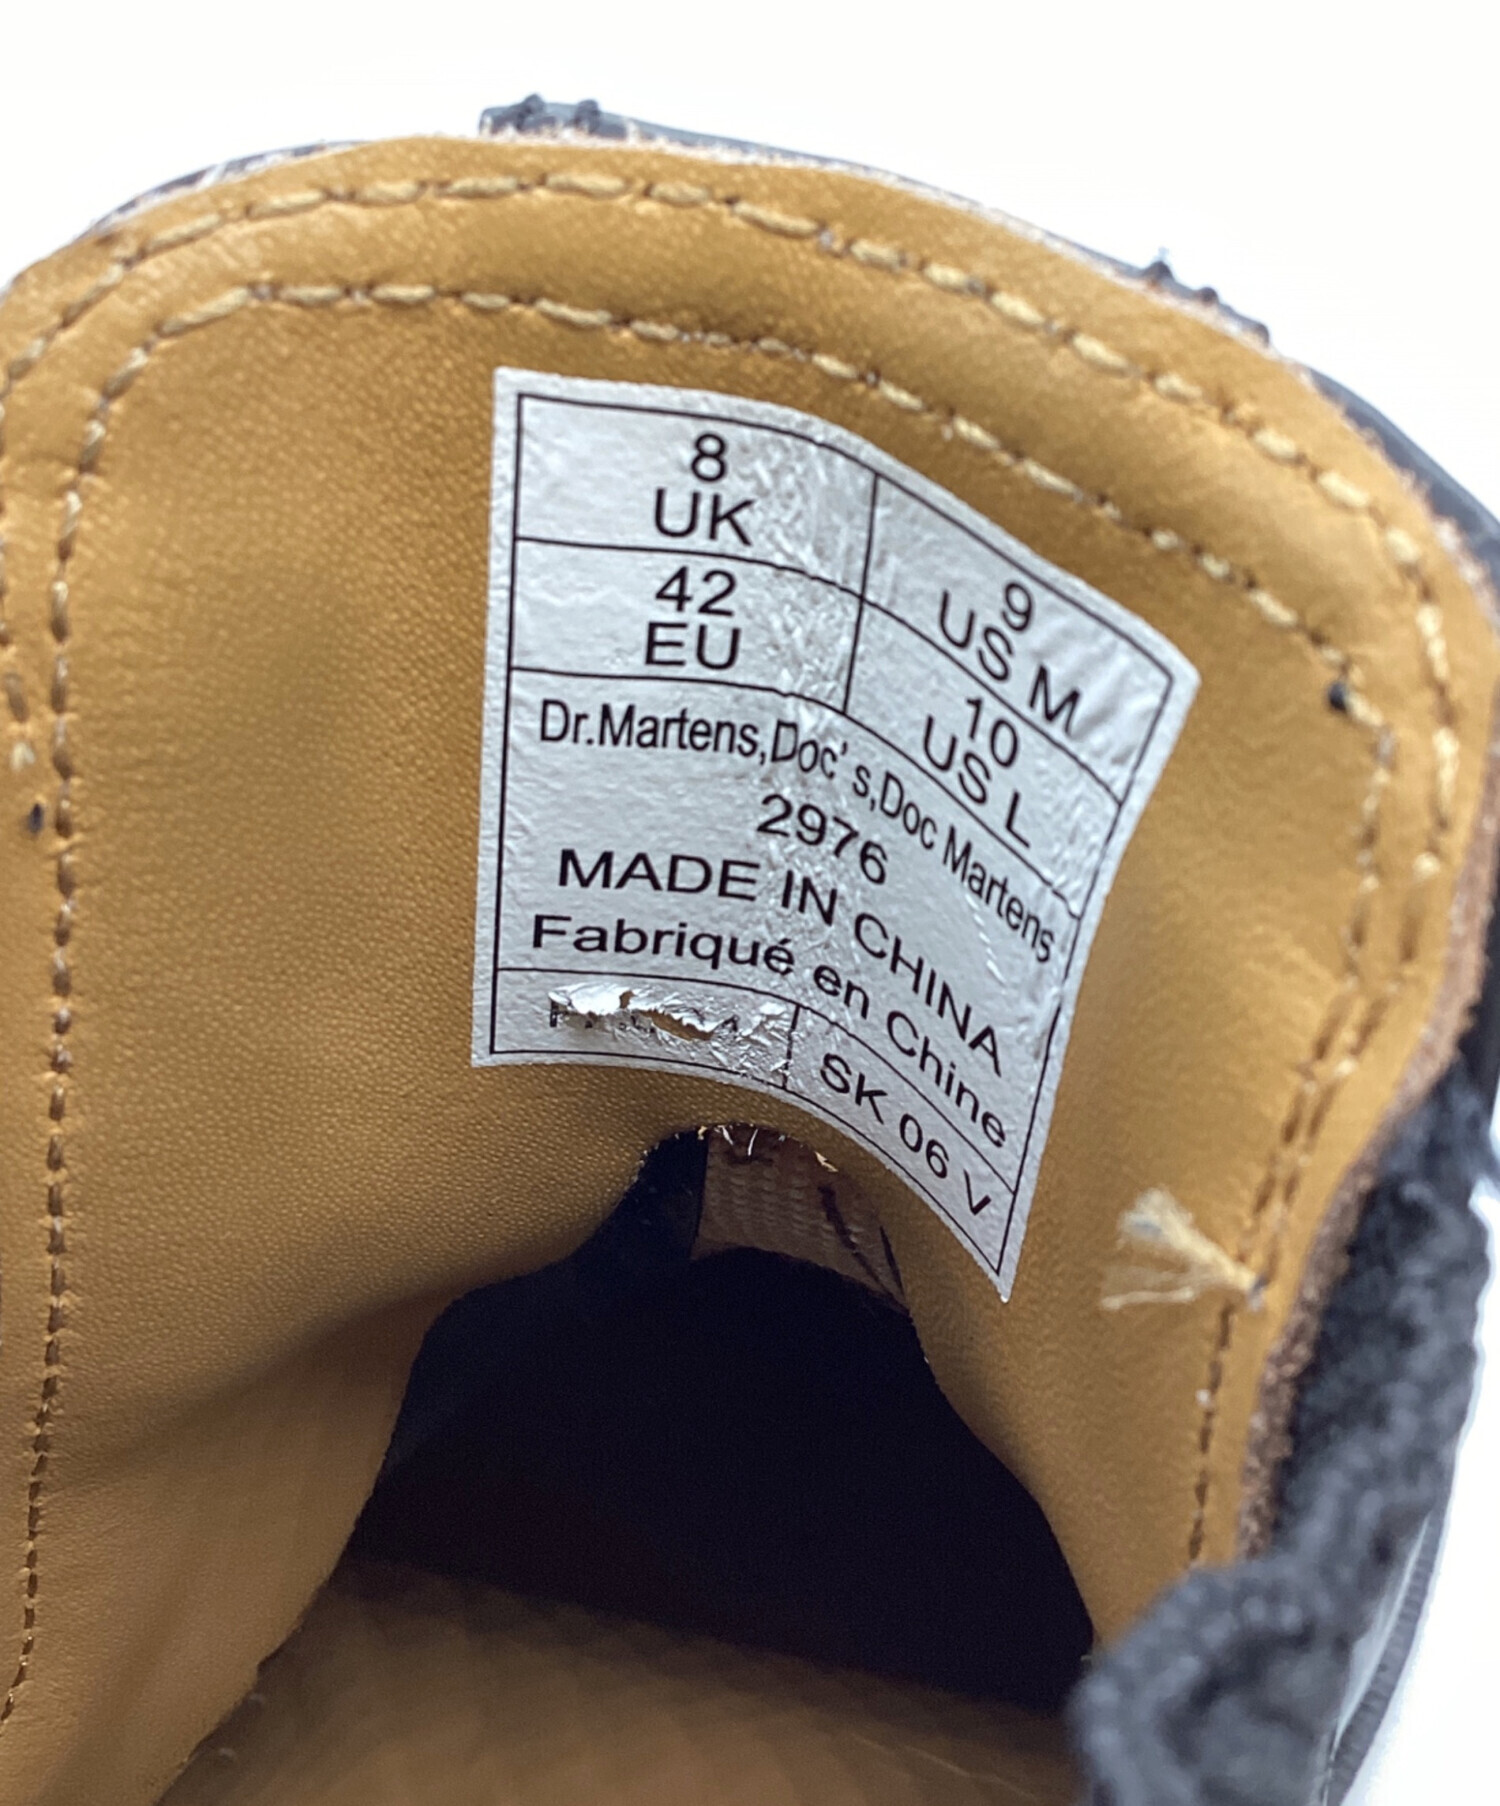 8
UK
9
US M
42
EU
10
US L
Dr.Martens,Doc's,Doc Martens
2976
MADE IN CHINA
Fabriqué en Chine
SK 06 V